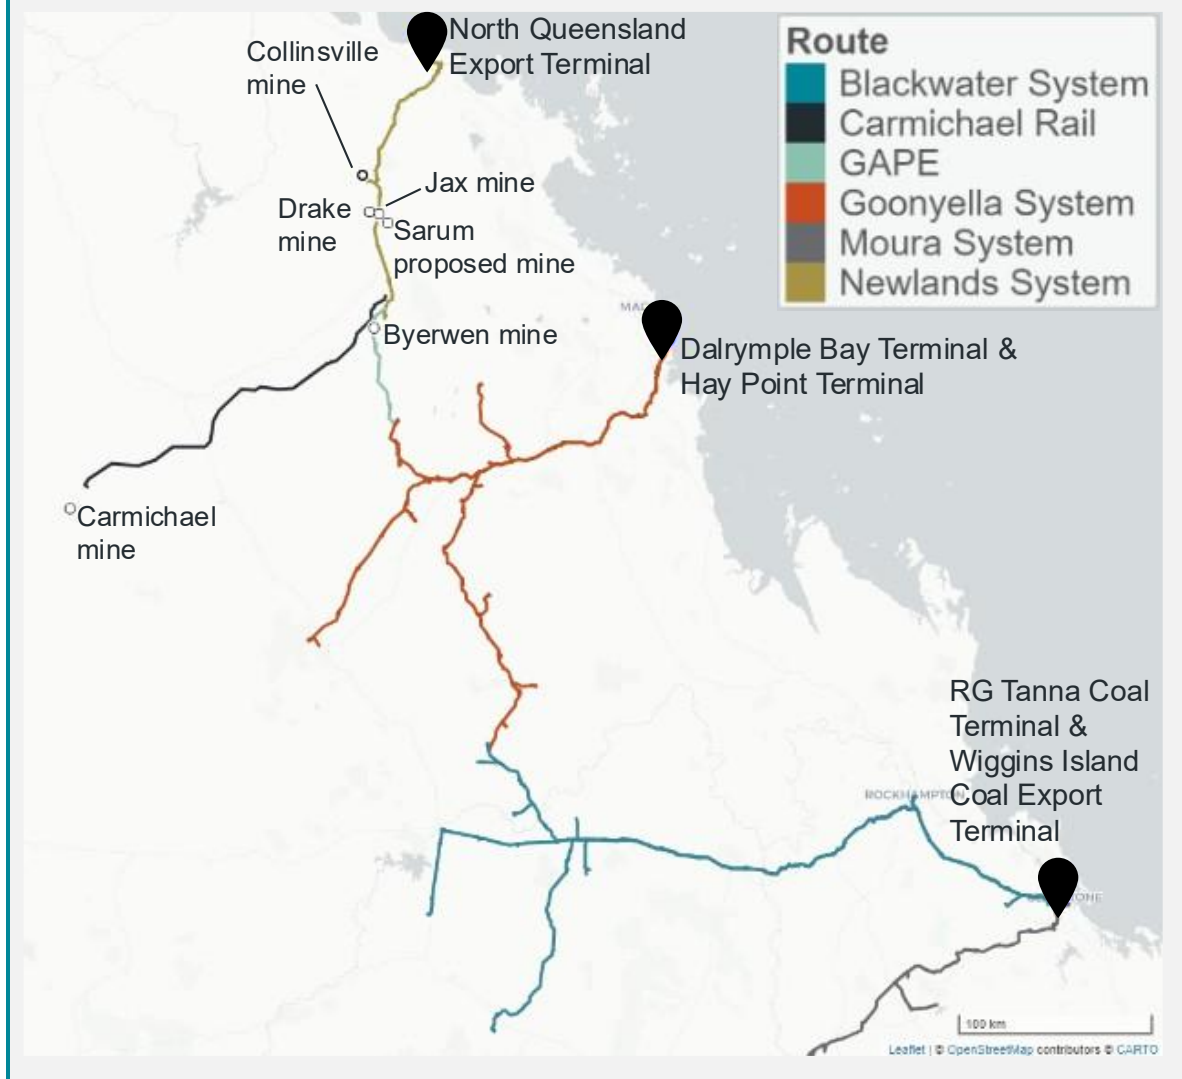 North Queensland
Export Terminal
Collinsville
mine
Route
Blackwater System
Carmichael Rail
GAPE
Goonyella System
Moura System
Newlands System
Jax mine
Drake
mine
Sarum
proposed mine
Byerwen mine
Dalrymple Bay Terminal &
Hay Point Terminal
Carmichael
mine
RG Tanna Coal
Terminal &
Wiggins Island
Coal Export
Terminal
ROCKHAMPTON
100 km
Leaflet | © OpenStreetMap contributors © CARTO